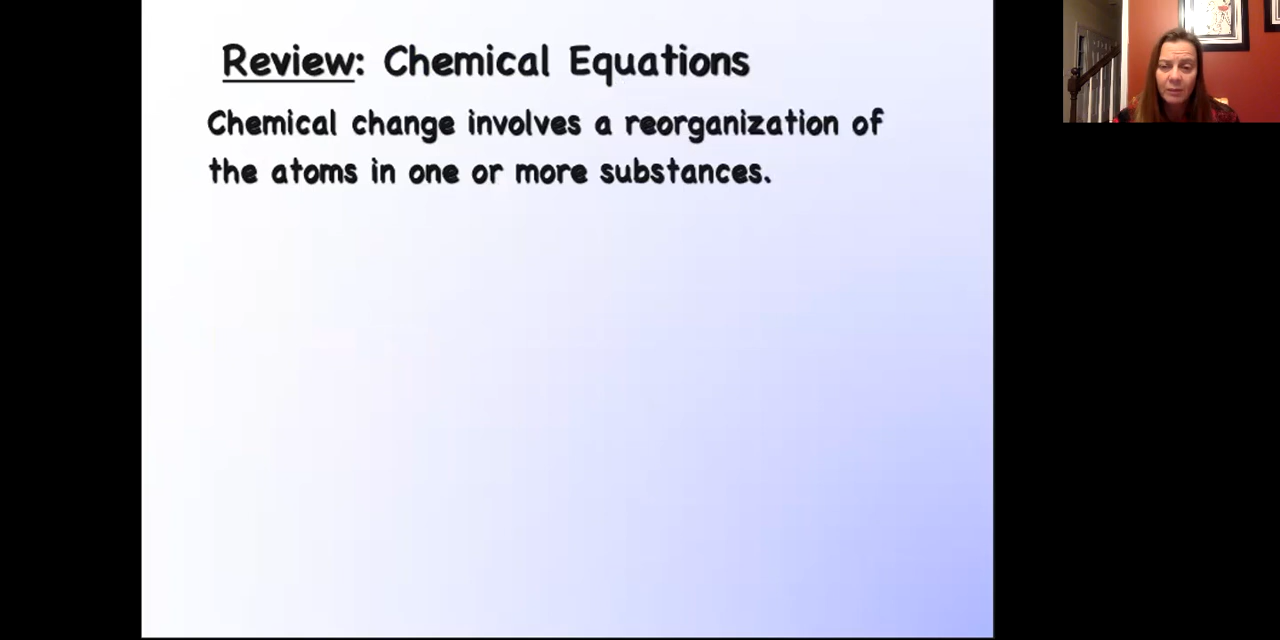 Review: Chemical Equations
Chemical change involves a reorganization of
the atoms in one or more substances.